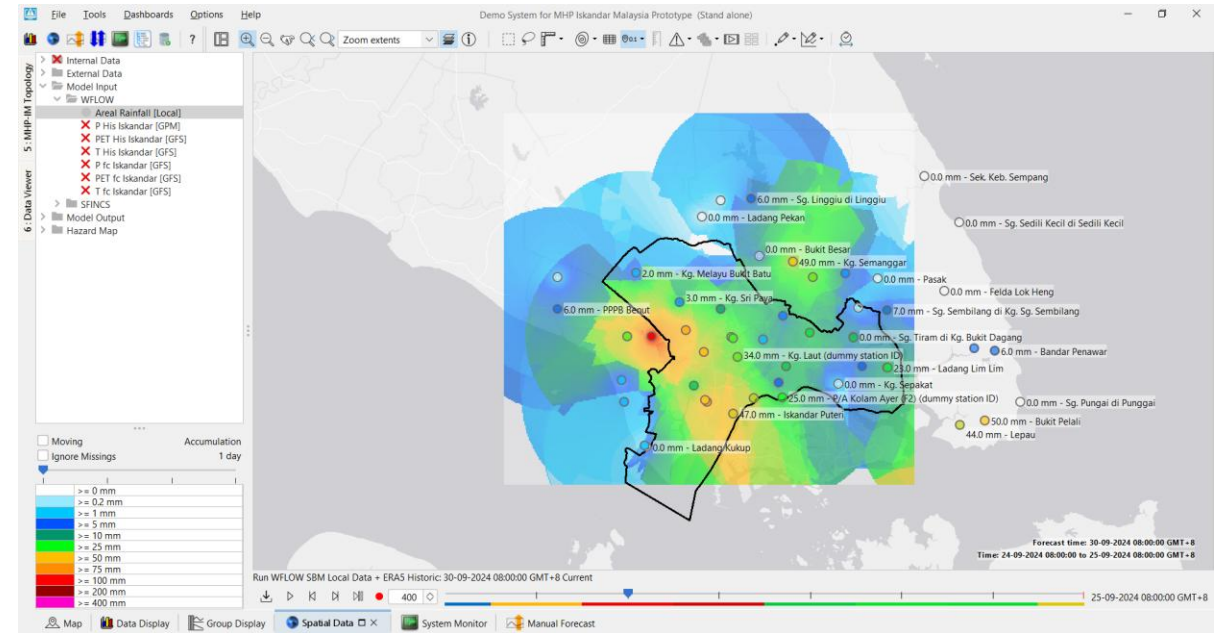 File Tools Dashboards Options Help
Demo System for MHP Iskandar Malaysia Prototype (Stand alone)
? Zoom extents
5: MHP-IM Topology
6: Data Viewer
Internal Data
External Data
Model Input
WFLOW
Areal Rainfall [Local]
P His Iskandar [GPM]
PET His Iskandar [GFS]
T His Iskandar [GFS]
P fc Iskandar [GFS]
PET fc Iskandar [GFS]
T fc Iskandar [GFS]
SFINCS
Model Output
Hazard Map
Moving Accumulation
Ignore Missings 1 day
>= 0 mm
>= 0.2 mm
>= 1 mm
>= 5 mm
>= 10 mm
>= 25 mm
>= 50 mm
>= 75 mm
>= 100 mm
>= 200 mm
>= 400 mm
0.0 mm - Sek. Keb. Sempang
6.0 mm - Sg. Linggiu di Linggiu
0.0 mm - Ladang Pekan
0.0 mm - Sg. Sedili Kecil di Sedili Kecil
0.0 mm - Bukit Besar
49.0 mm - Kg. Semanggar
2.0 mm - Kg. Melayu Bukit Batu
0.0 mm - Pasak
0.0 mm - Felda Lok Heng
3.0 mm - Kg. Sri Paya
6.0 mm - PPPB Benut
7.0 mm - Sg. Sembilang di Kg. Sg. Sembilang
0.0 mm - Sg. Tiram di Kg. Bukit Dagang
6.0 mm - Bandar Penawar
34.0 mm - Kg. Laut (dummy station ID)
23.0 mm - Ladang Lim Lim
0.0 mm - Kg. Sepakat
25.0 mm - P/A Kolam Ayer (F2) (dummy station ID)
0.0 mm - Sg. Pungai di Punggai
47.0 mm - Iskandar Puteri
50.0 mm - Bukit Pelali
44.0 mm - Lepau
0.0 mm - Ladang Kukup
Forecast time: 30-09-2024 08:00:00 GMT+8
Time: 24-09-2024 08:00:00 to 25-09-2024 08:00:00 GMT+8
Run WFLOW SBM Local Data + ERA5 Historic: 30-09-2024 08:00:00 GMT+8 Current
400
25-09-2024 08:00:00 GMT+8
Map Data Display Group Display Spatial Data System Monitor Manual Forecast